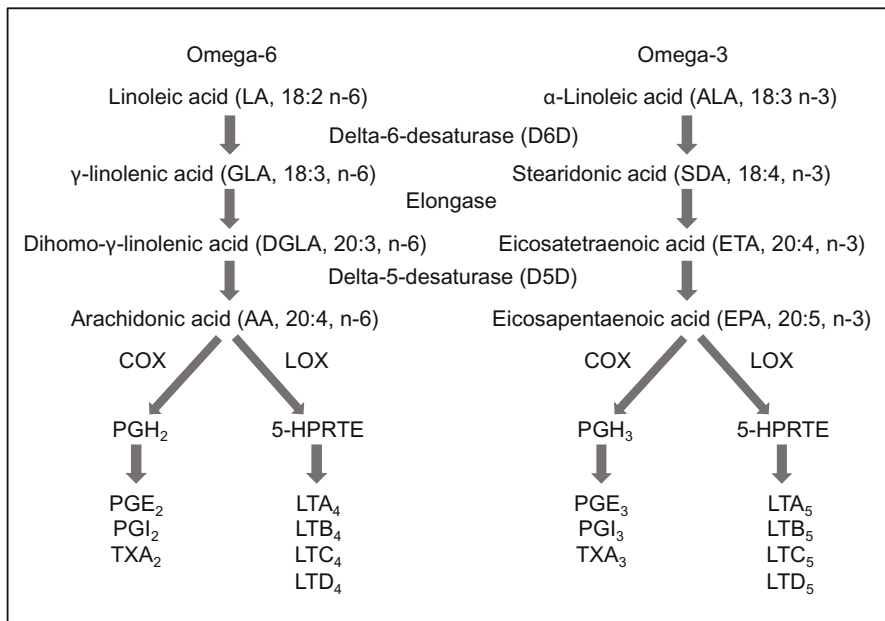 Omega-6
Omega-3
Linoleic acid (LA, 18:2 n-6)
α-Linoleic acid (ALA, 18:3 n-3)
Delta-6-desaturase (D6D)
γ-linolenic acid (GLA, 18:3, n-6)
Stearidonic acid (SDA, 18:4, n-3)
Elongase
Dihomo-γ-linolenic acid (DGLA, 20:3, n-6)
Eicosatetraenoic acid (ETA, 20:4, n-3)
Delta-5-desaturase (D5D)
Arachidonic acid (AA, 20:4, n-6)
Eicosapentaenoic acid (EPA, 20:5, n-3)
COX
LOX
COX
LOX
PGH₂
5-HPRTE
PGH₃
5-HPRTE
PGE₂
PGI₂
TXA₂
LTA₄
LTB₄
LTC₄
LTD₄
PGE₃
PGI₃
TXA₃
LTA₅
LTB₅
LTC₅
LTD₅